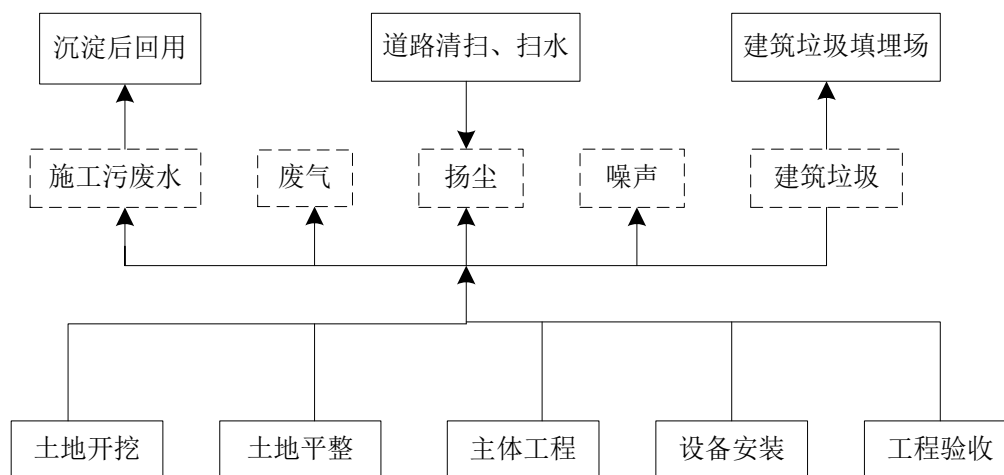 沉淀后回用
道路清扫、扫水
建筑垃圾填埋场
施工污废水
废气
扬尘
噪声
建筑垃圾
土地开挖
土地平整
主体工程
设备安装
工程验收